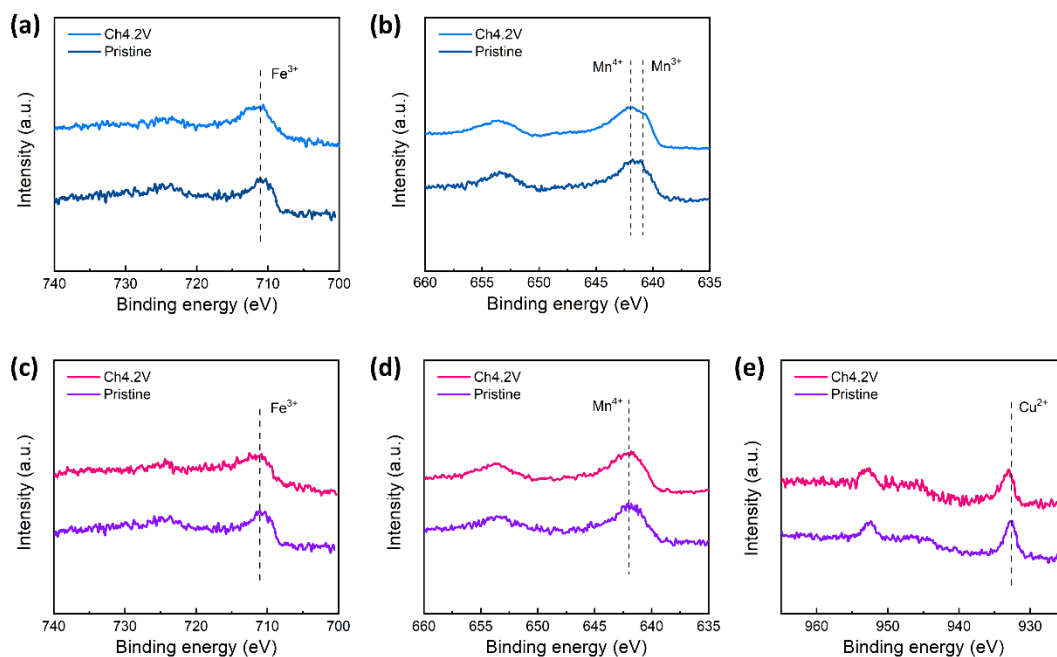 (a)
Ch4.2V
Pristine
Fe³⁺
Intensity (a.u.)
740 730 720 710 700
Binding energy (eV)
(b)
Ch4.2V
Pristine
Mn⁴⁺ Mn³⁺
Intensity (a.u.)
660 655 650 645 640 635
Binding energy (eV)
(c)
Ch4.2V
Pristine
Fe³⁺
Intensity (a.u.)
740 730 720 710 700
Binding energy (eV)
(d)
Ch4.2V
Pristine
Mn⁴⁺
Intensity (a.u.)
660 655 650 645 640 635
Binding energy (eV)
(e)
Ch4.2V
Pristine
Cu²⁺
Intensity (a.u.)
960 950 940 930
Binding energy (eV)